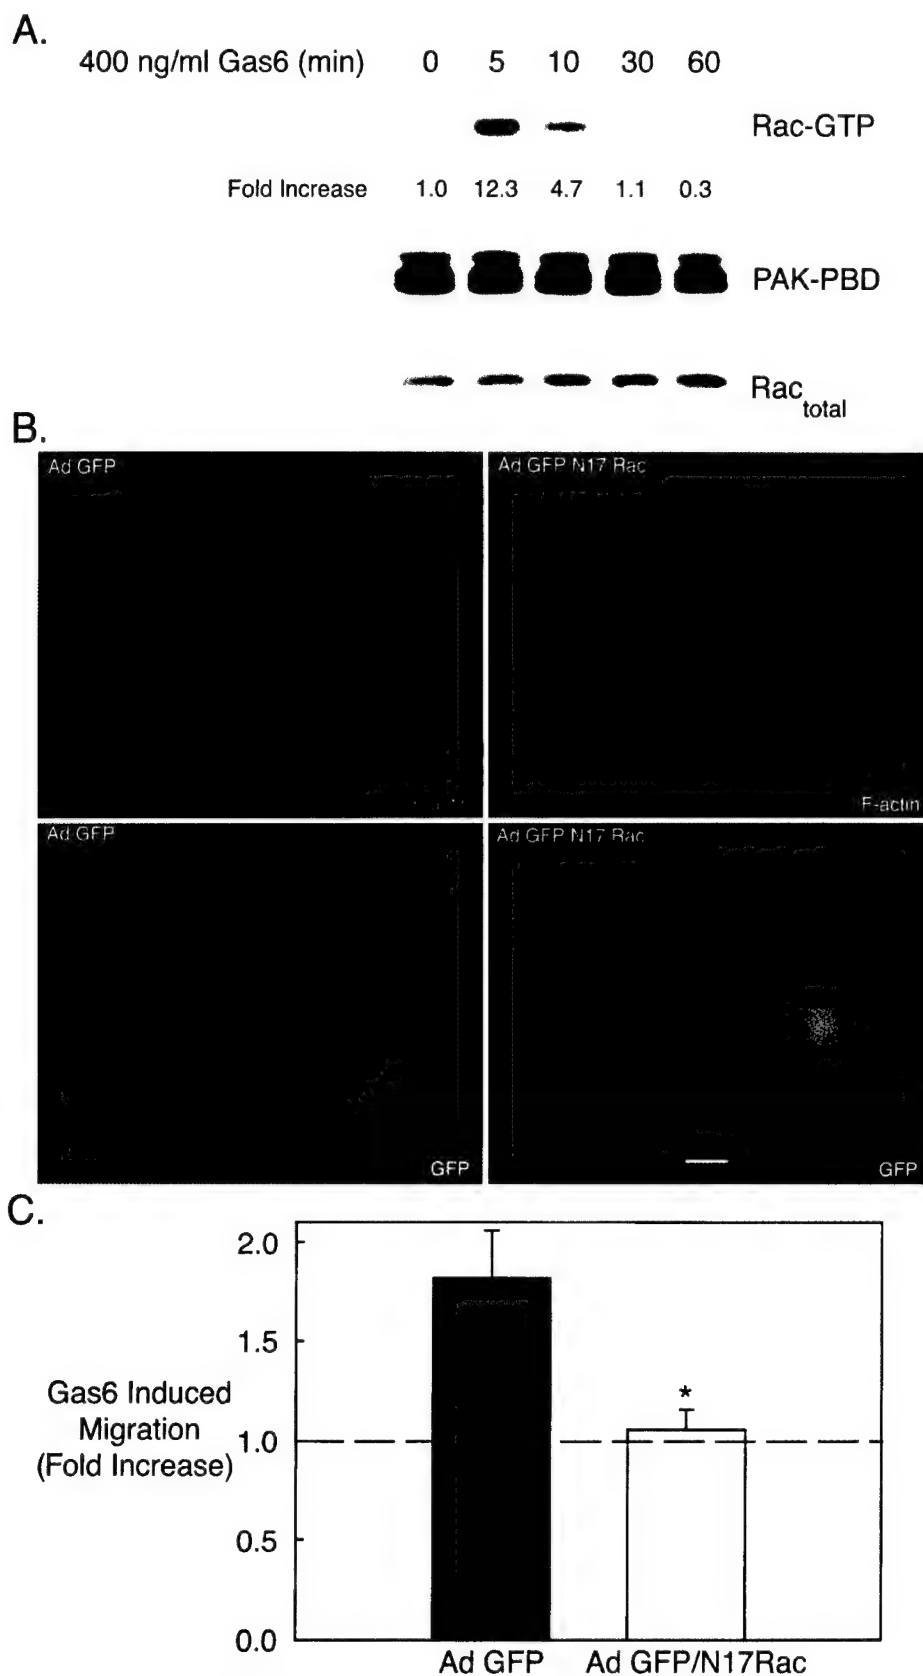 A.
400 ng/ml Gas6 (min) 0 5 10 30 60
Rac-GTP
Fold Increase 1.0 12.3 4.7 1.1 0.3
PAK-PBD
Rac total
B.
Ad GFP
Ad GFP N17 Rac
F-actin
Ad GFP
Ad GFP N17 Rac
GFP
GFP
C.
2.0
1.5
1.0
0.5
0.0
Gas6 Induced
Migration
(Fold Increase)
*
Ad GFP
Ad GFP/N17Rac